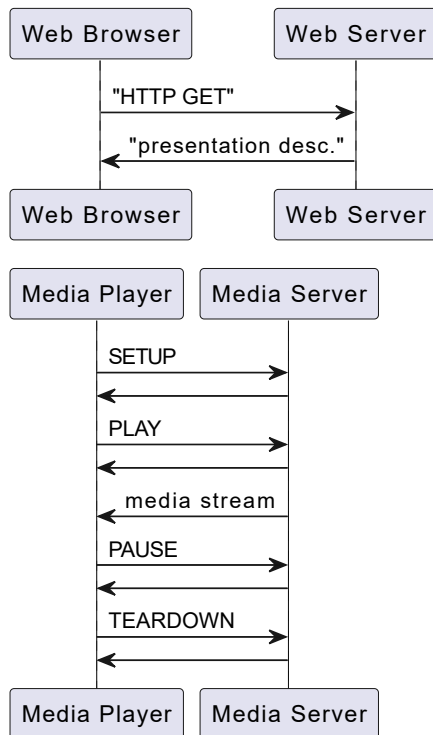 Web Browser Web Server
"HTTP GET"
"presentation desc."
Web Browser Web Server
Media Player Media Server
SETUP
PLAY
media stream
PAUSE
TEARDOWN
Media Player Media Server